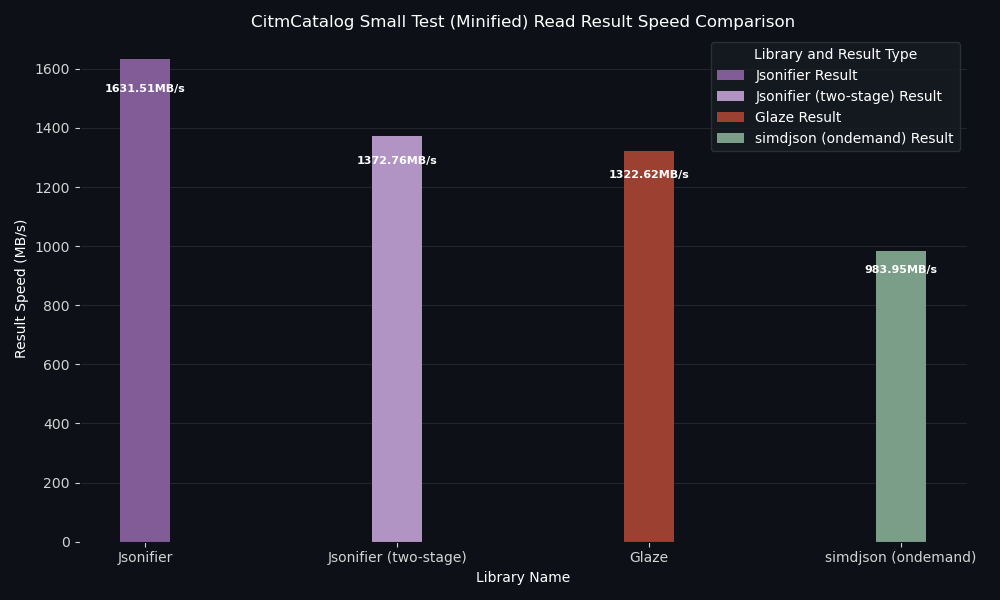 CitmCatalog Small Test (Minified) Read Result Speed Comparison
Library and Result Type
Jsonifier Result
Jsonifier (two-stage) Result
Glaze Result
simdjson (ondemand) Result
1631.51MB/s
1372.76MB/s
1322.62MB/s
983.95MB/s
Result Speed (MB/s)
1600
1400
1200
1000
800
600
400
200
0
Jsonifier
Jsonifier (two-stage)
Glaze
simdjson (ondemand)
Library Name